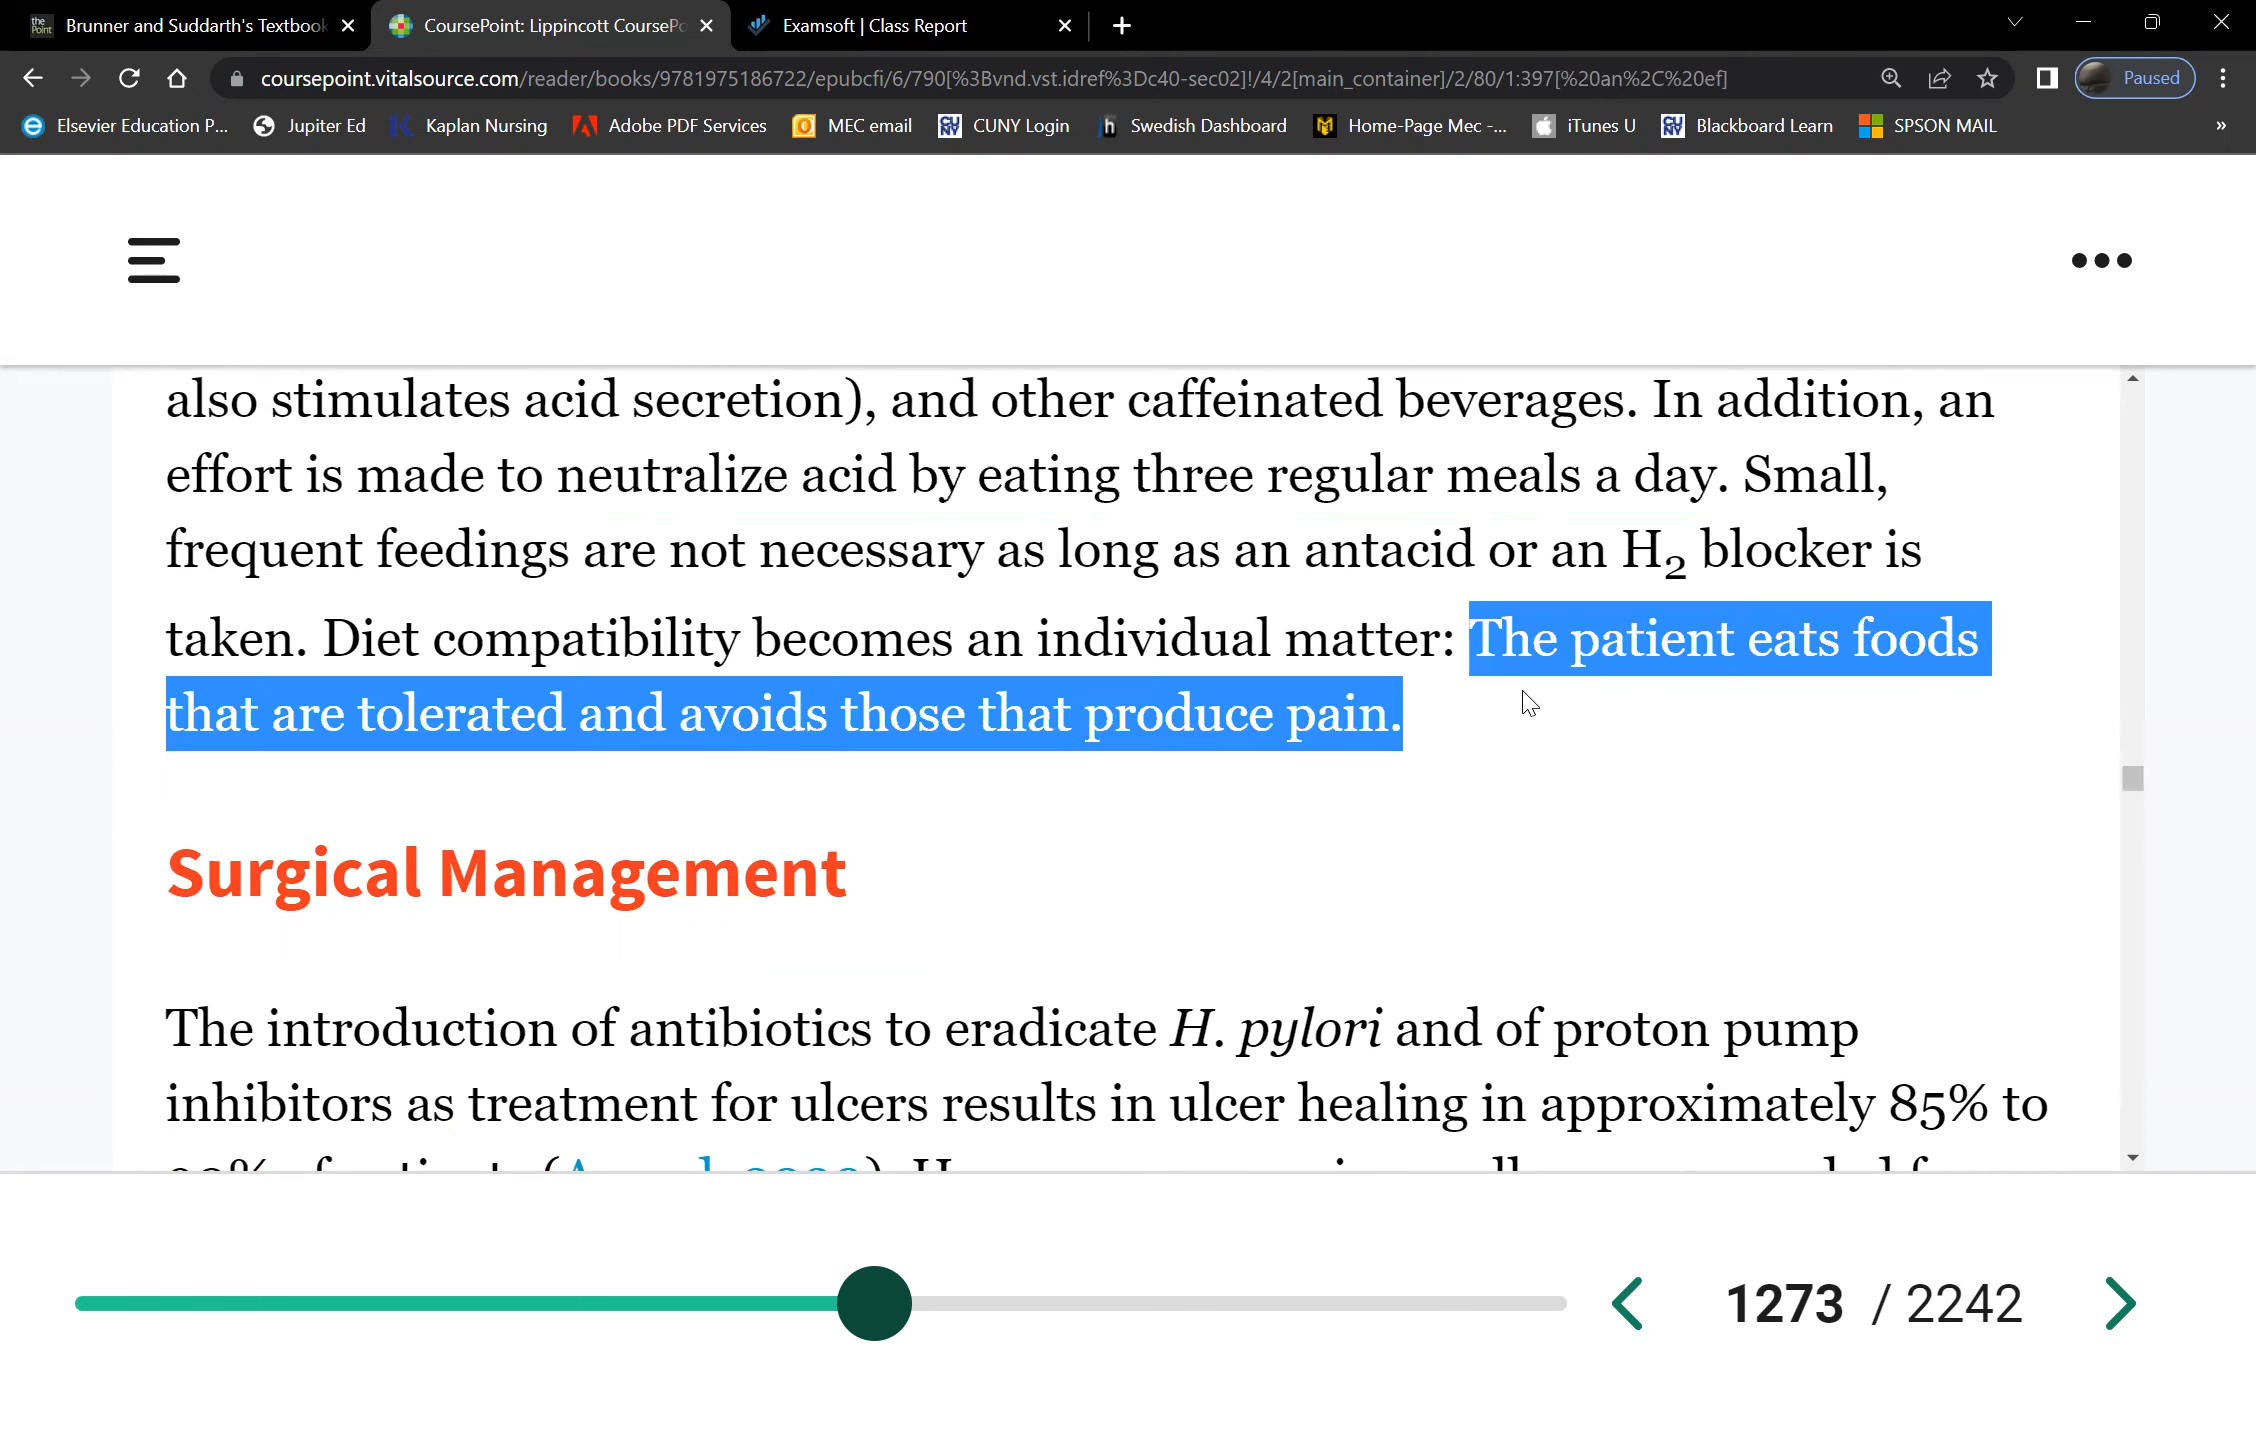 the Point Brunner and Suddarth's Textbook
CoursePoint: Lippincott CoursePo
Examsoft | Class Report
coursepoint.vitalsource.com/reader/books/9781975186722/epubcfi/6/790[%3Bvnd.vst.idref%3Dc40-sec02]!/4/2[main_container]/2/80/1:397[%20an%2C%20ef]
Paused
Elsevier Education P...
Jupiter Ed
Kaplan Nursing
Adobe PDF Services
MEC email
CUNY Login
Swedish Dashboard
Home-Page Mec -...
iTunes U
Blackboard Learn
SPSON MAIL
»
also stimulates acid secretion), and other caffeinated beverages. In addition, an
effort is made to neutralize acid by eating three regular meals a day. Small,
frequent feedings are not necessary as long as an antacid or an H₂ blocker is
taken. Diet compatibility becomes an individual matter: The patient eats foods
that are tolerated and avoids those that produce pain.
Surgical Management
The introduction of antibiotics to eradicate H. pylori and of proton pump
inhibitors as treatment for ulcers results in ulcer healing in approximately 85% to
1273 / 2242